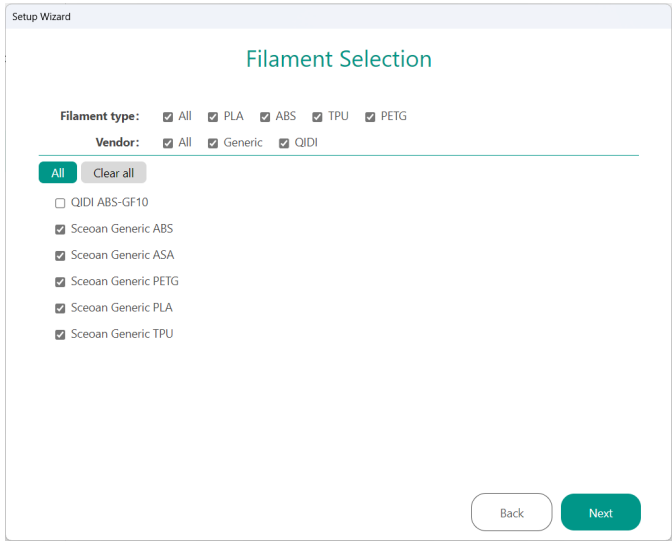 Setup Wizard
Filament Selection
Filament type: All PLA ABS TPU PETG
Vendor: All Generic QIDI
All Clear all
QIDI ABS-GF10
Sceoan Generic ABS
Sceoan Generic ASA
Sceoan Generic PETG
Sceoan Generic PLA
Sceoan Generic TPU
Back Next